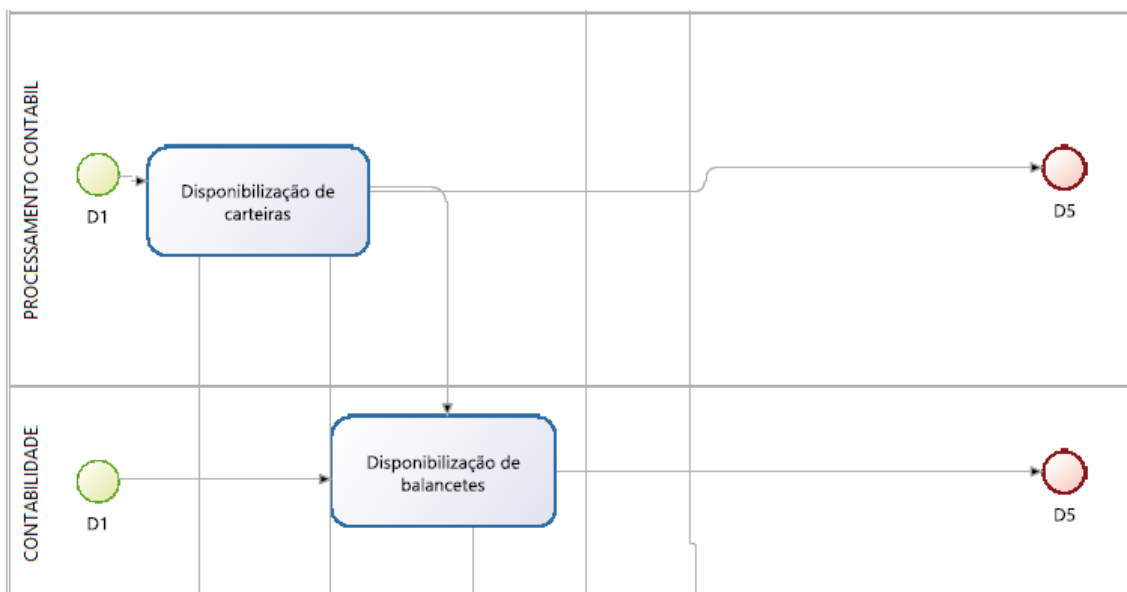 PROCESSAMENTO CONTABIL
D1
Disponibilização de
carteiras
D5
CONTABILIDADE
D1
Disponibilização de
balancetes
D5